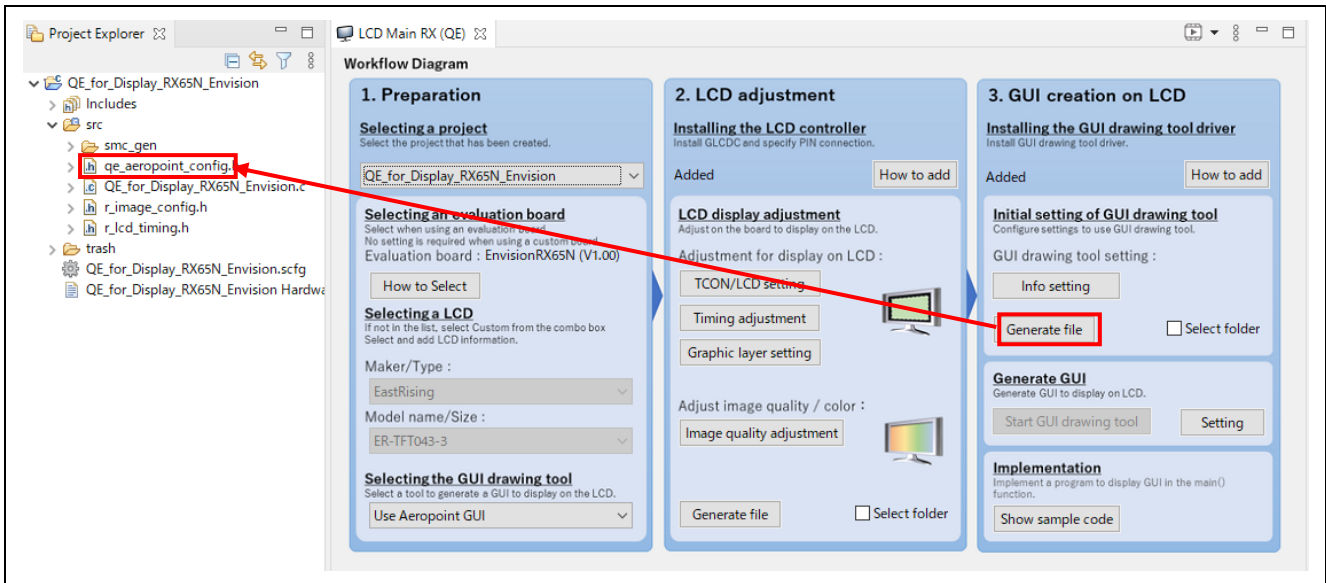 Project Explorer
QE_for_Display_RX65N_Envision
Includes
src
smc_gen
qe_aeropoint_config.
QE_for_Display_RX65N_Envision.c
r_image_config.h
r_lcd_timing.h
trash
QE_for_Display_RX65N_Envision.scfg
QE_for_Display_RX65N_Envision Hardwa
LCD Main RX (QE)
Workflow Diagram
1. Preparation
Selecting a project
Select the project that has been created.
QE_for_Display_RX65N_Envision
Selecting an evaluation board
Select when using an evaluation board.
No setting is required when using a custom board.
Evaluation board : EnvisionRX65N (V1.00)
How to Select
Selecting a LCD
If not in the list, select Custom from the combo box
Select and add LCD information.
Maker/Type :
EastRising
Model name/Size :
ER-TFT043-3
Selecting the GUI drawing tool
Select a tool to generate a GUI to display on the LCD.
Use Aeropoint GUI
2. LCD adjustment
Installing the LCD controller
Install GLCDC and specify PIN connection.
Added How to add
LCD display adjustment
Adjust on the board to display on the LCD.
Adjustment for display on LCD :
TCON/LCD setting
Timing adjustment
Graphic layer setting
Adjust image quality / color :
Image quality adjustment
Generate file Select folder
3. GUI creation on LCD
Installing the GUI drawing tool driver
Install GUI drawing tool driver.
Added How to add
Initial setting of GUI drawing tool
Configure settings to use GUI drawing tool.
GUI drawing tool setting :
Info setting
Generate file Select folder
Generate GUI
Generate GUI to display on LCD.
Start GUI drawing tool Setting
Implementation
Implement a program to display GUI in the main()
function.
Show sample code